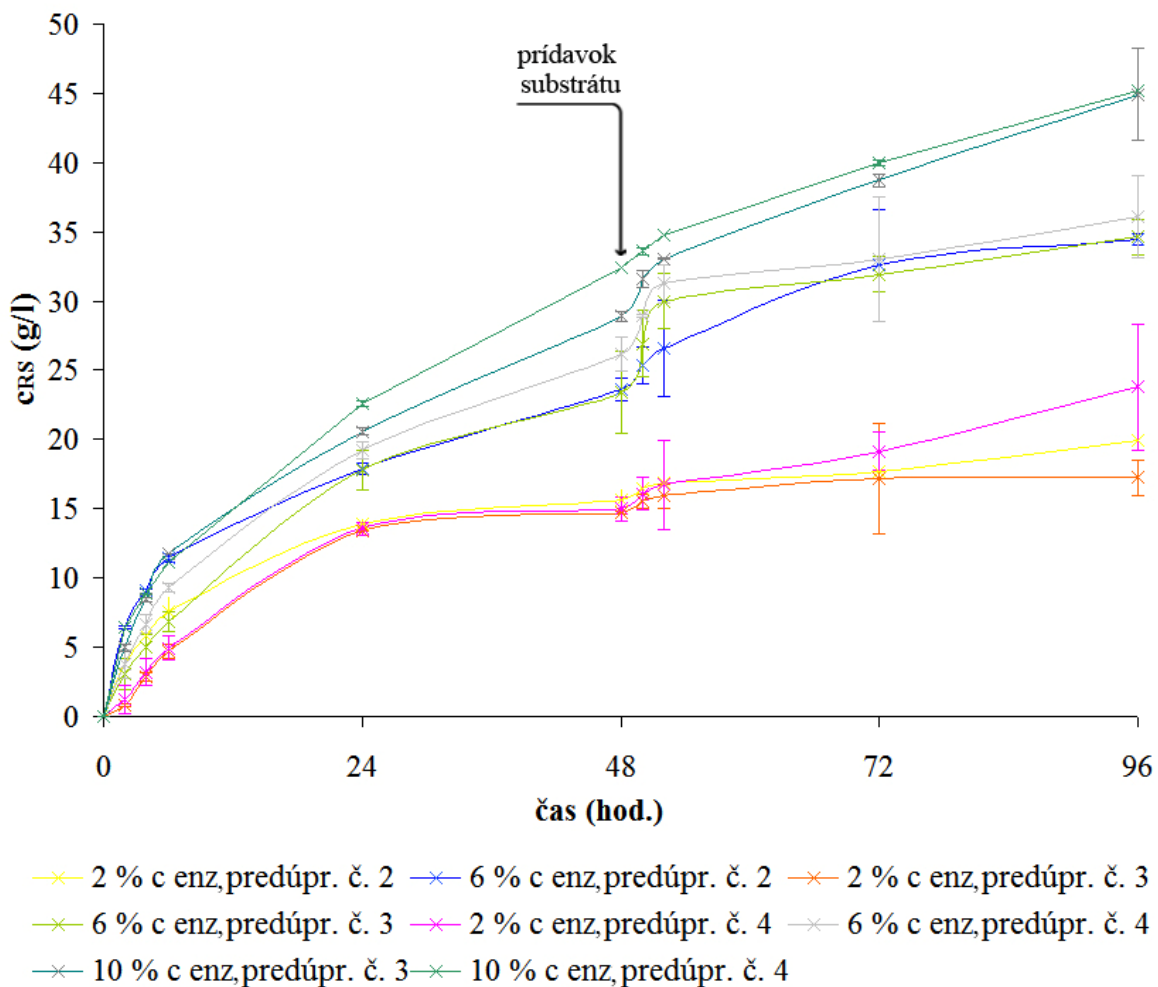 50
45
40
35
30
25
20
15
10
5
0
cRS (g/l)
prídavok
substrátu
0 24 48 72 96
čas (hod.)
2 % c enz,predúpr. č. 2 6 % c enz,predúpr. č. 2 2 % c enz,predúpr. č. 3
6 % c enz,predúpr. č. 3 2 % c enz,predúpr. č. 4 6 % c enz,predúpr. č. 4
10 % c enz,predúpr. č. 3 10 % c enz,predúpr. č. 4